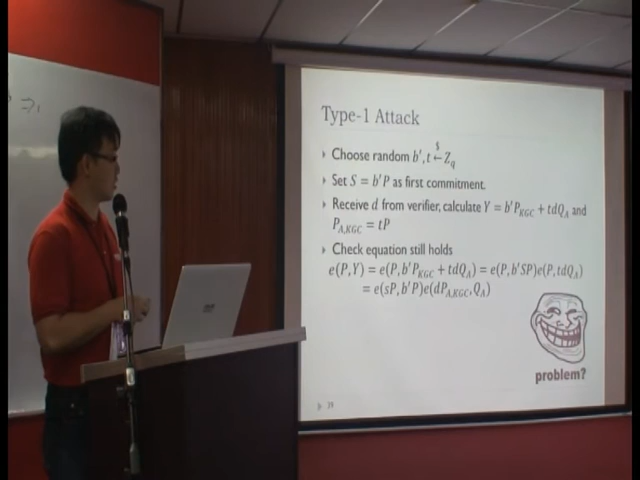 Type-1 Attack
Choose random b', t $← Z_q
Set S = b'P as first commitment.
Receive d from verifier, calculate Y = b'P_KGC + tdQ_A and
P_A,KGC = tP
Check equation still holds
e(P,Y) = e(P, b'P_KGC + tdQ_A) = e(P, b'SP)e(P, tdQ_A)
= e(sP, b'P)e(dP_A,KGC, Q_A)
problem?
39